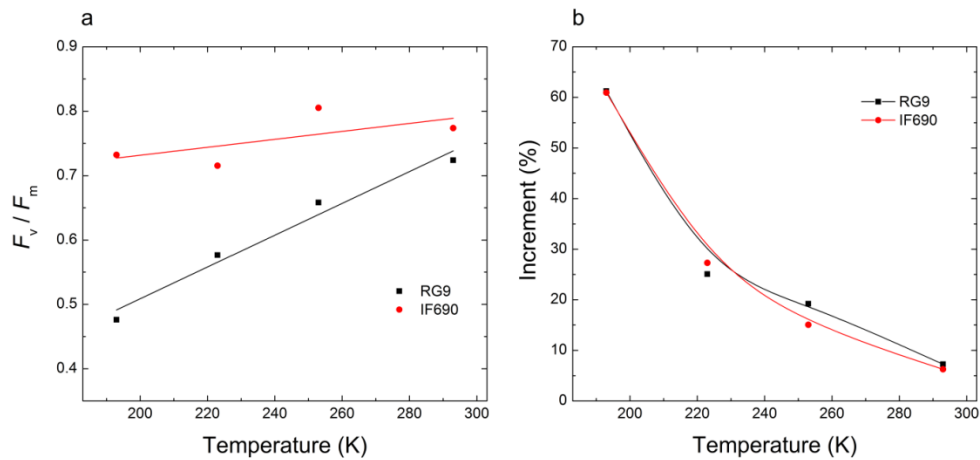 a
0.9
0.8
0.7
0.6
0.5
0.4
F_v / F_m
200 220 240 260 280 300
Temperature (K)
RG9
IF690
b
70
60
50
40
30
20
10
0
Increment (%)
200 220 240 260 280 300
Temperature (K)
RG9
IF690